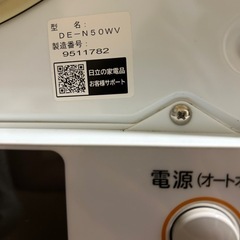 型 名：
DE-N50WV
製造番号：
9511782
日立の家電品
お客様サポート
電源(オートオ